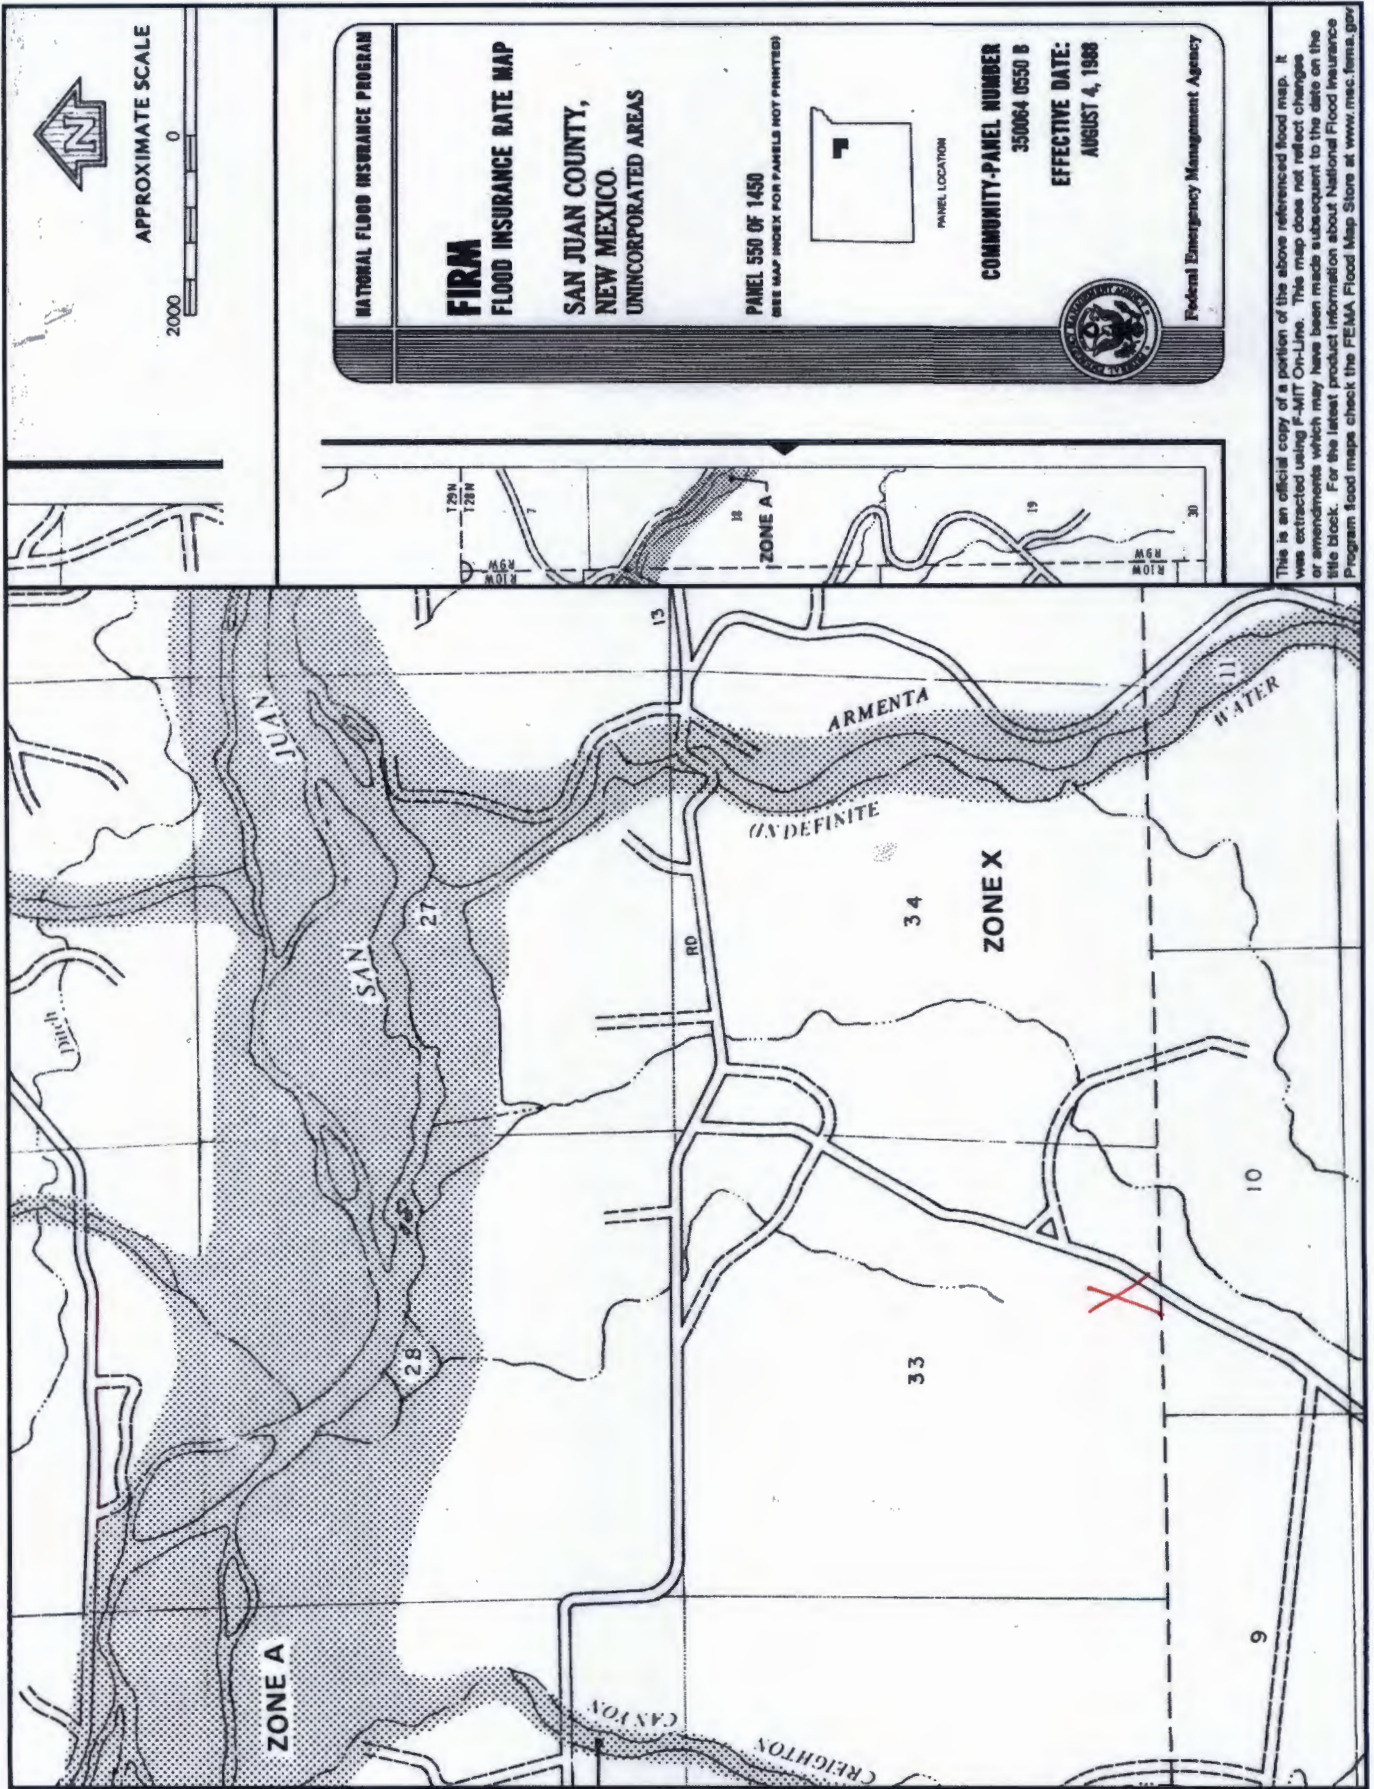 APPROXIMATE SCALE
2000 0
N
NATIONAL FLOOD INSURANCE PROGRAM
FIRM
FLOOD INSURANCE RATE MAP
SAN JUAN COUNTY,
NEW MEXICO.
UNINCORPORATED AREAS
PANEL 550 OF 1450
(SEE MAP INDEX FOR PANELS NOT PRINTED)
PANEL LOCATION
COMMUNITY-PANEL NUMBER
350064 0550 B
EFFECTIVE DATE:
AUGUST 4, 1988
Federal Emergency Management Agency
This is an official copy of a portion of the above referenced flood map. It
was extracted using F-MIT On-Line. This map does not reflect changes
or amendments which may have been made subsequent to the date on the
title block. For the latest product information about National Flood Insurance
Program flood maps check the FEMA Flood Map Store at www.msc.fema.gov
T29N
T28N
R10W
R9W
7
18
ZONE A
19
30
R10W
R9W
JUAN
SAN
Ditch
27
28
13
RD
ARMENTA
(INDEFINITE
WATER
11
34
ZONE X
33
10
9
ZONE A
CREIGHTON
CANYON